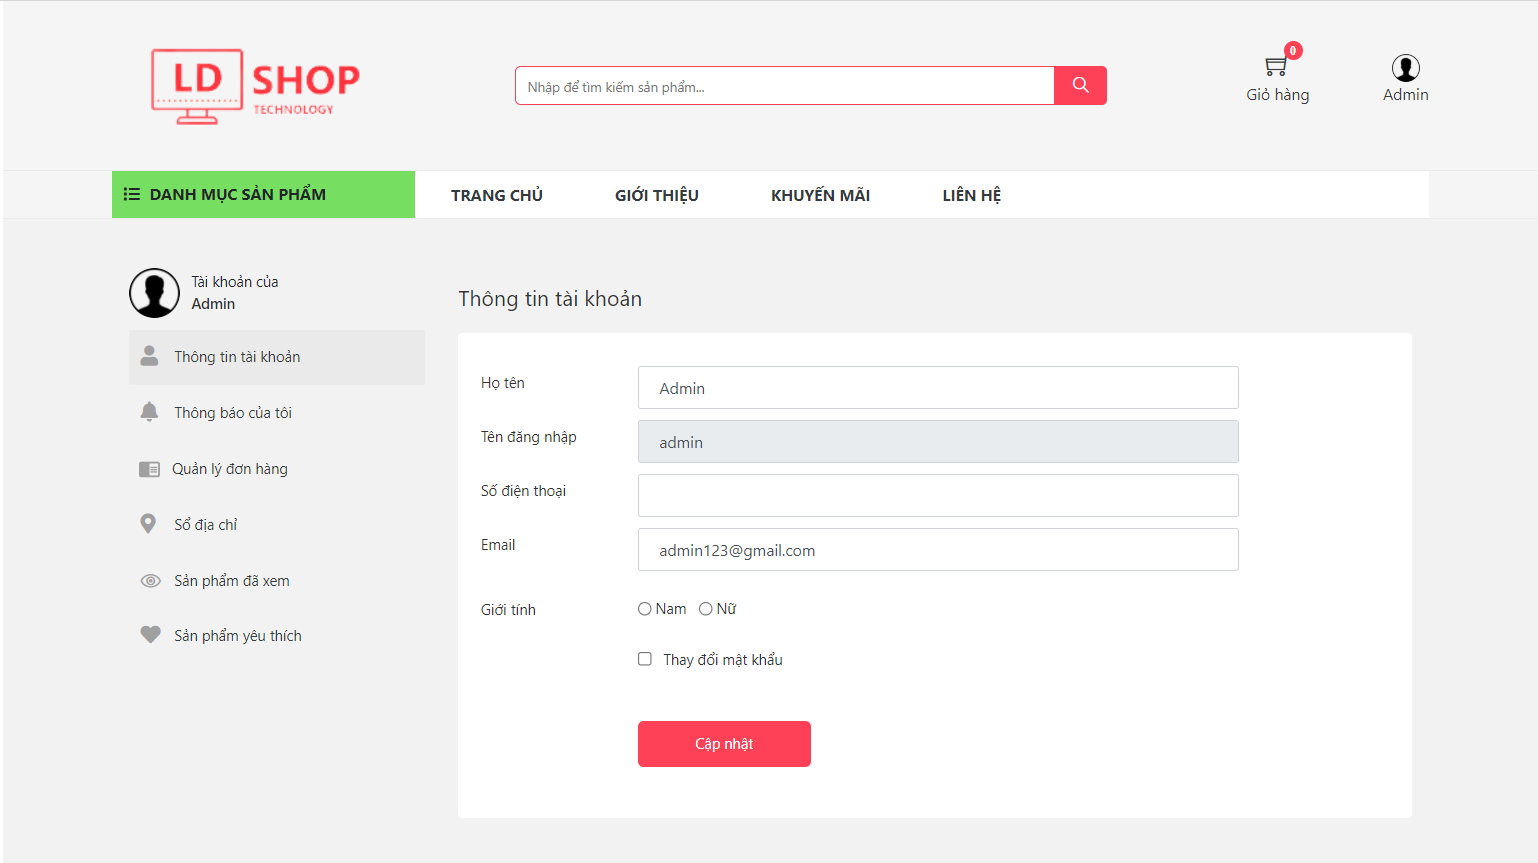 LD SHOP
TECHNOLOGY
Nhập để tìm kiếm sản phẩm...
0
Giỏ hàng
Admin
DANH MỤC SẢN PHẨM
TRANG CHỦ
GIỚI THIỆU
KHUYẾN MÃI
LIÊN HỆ
Tài khoản của
Admin
Thông tin tài khoản
Thông báo của tôi
Quản lý đơn hàng
Sổ địa chỉ
Sản phẩm đã xem
Sản phẩm yêu thích
Thông tin tài khoản
Họ tên
Admin
Tên đăng nhập
admin
Số điện thoại
Email
admin123@gmail.com
Giới tính
Nam
Nữ
Thay đổi mật khẩu
Cập nhật